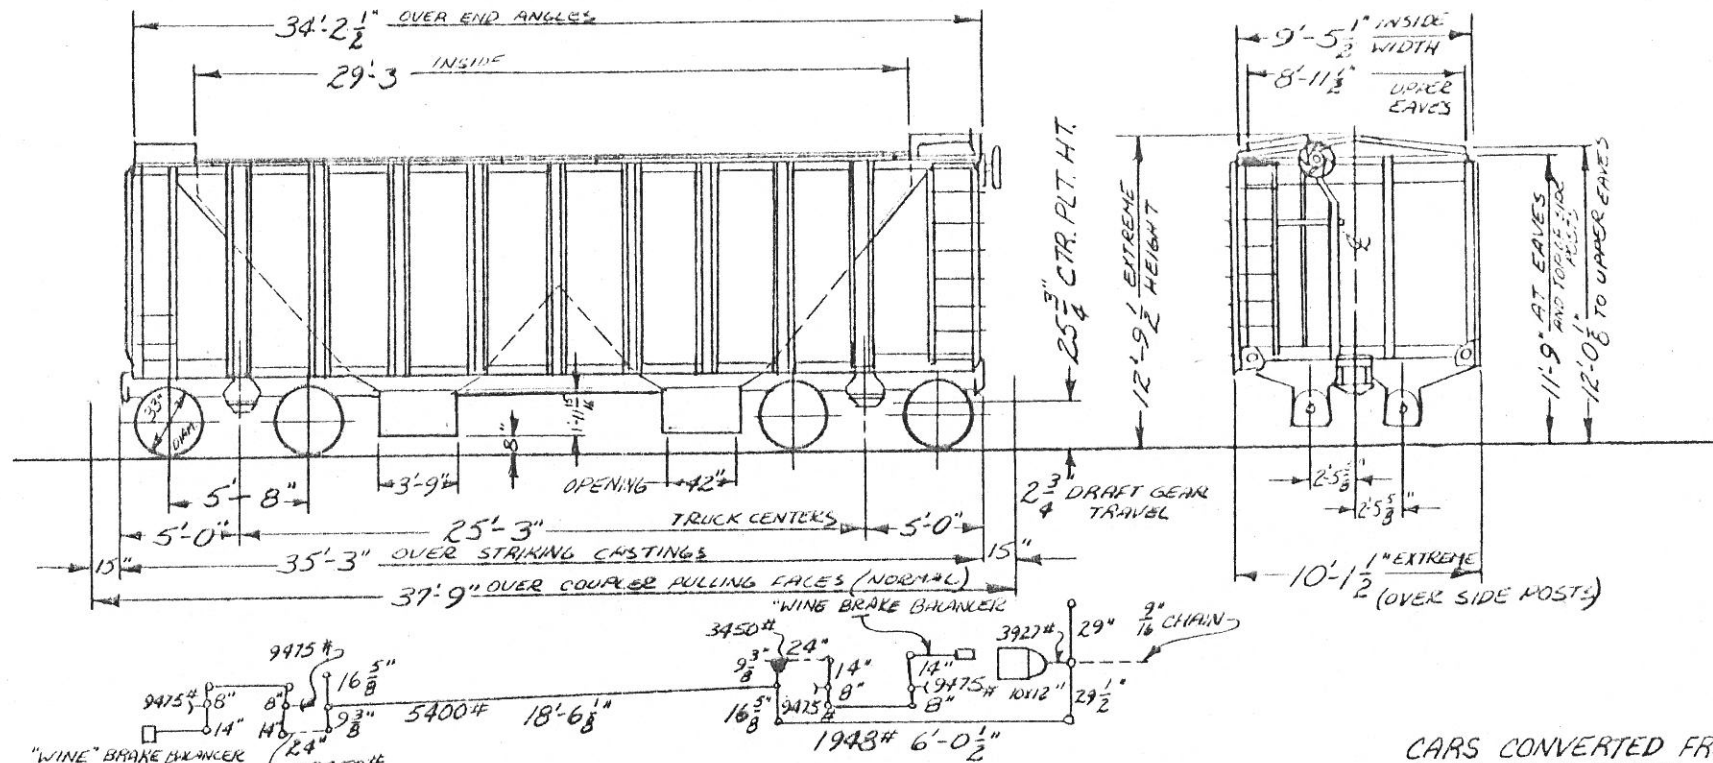 34'-2 1/2" OVER END ANGLES
29'-3 INSIDE
9'-5 1/2" INSIDE WIDTH
8'-11 1/2" UPPER EAVES
25 3/4" CTR. PLT. HT.
12'-9 1/2 EXTREME HEIGHT
11'-9" AT EAVES
AND TOP OF SIDE POSTS
12'-0 1/8" TO UPPER EAVES
33" DIAM.
8"
3'-9"
OPENING 42"
5'-8"
2 3/4" DRAFT GEAR TRAVEL
2'-5 5/8"
2'-5 5/8"
5'-0"
25'-3" TRUCK CENTERS
5'-0"
15"
35'-3" OVER STRIKING CASTINGS
15"
37'-9" OVER COUPLER PULLING FACES (NORMAL)
10'-1 1/2" EXTREME
(OVER SIDE POSTS)
"WINE BRAKE BALANCER
3450#
24"
9 3/8"
14"
8"
9475#
16 5/8"
14"
9475#
8"
3927#
10x12"
29"
9/16" CHAIN
29 1/2"
9475#
16 5/8"
9475#
8"
8"
14"
14"
9 3/8"
24"
5400# 18'-6 1/8"
1948# 6'-0 1/2"
"WINE" BRAKE BALANCER
CARS CONVERTED FR